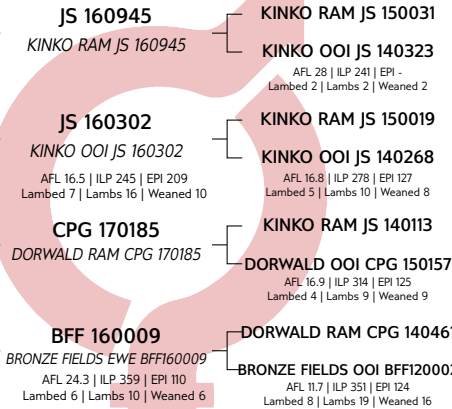 JS 160945
KINKO RAM JS 160945
KINKO RAM JS 150031
KINKO OOI JS 140323
AFL 28 | ILP 241 | EPI -
Lambed 2 | Lambs 2 | Weaned 2
JS 160302
KINKO OOI JS 160302
AFL 16.5 | ILP 245 | EPI 209
Lambed 7 | Lambs 16 | Weaned 10
KINKO RAM JS 150019
KINKO OOI JS 140268
AFL 16.8 | ILP 278 | EPI 127
Lambed 5 | Lambs 10 | Weaned 8
CPG 170185
DORWALD RAM CPG 170185
KINKO RAM JS 140113
DORWALD OOI CPG 150157
AFL 16.9 | ILP 314 | EPI 125
Lambed 4 | Lambs 9 | Weaned 9
BFF 160009
BRONZE FIELDS EWE BFF160009
AFL 24.3 | ILP 359 | EPI 110
Lambed 6 | Lambs 10 | Weaned 6
DORWALD RAM CPG 140461
BRONZE FIELDS OOI BFF120002
AFL 11.7 | ILP 351 | EPI 124
Lambed 8 | Lambs 19 | Weaned 16